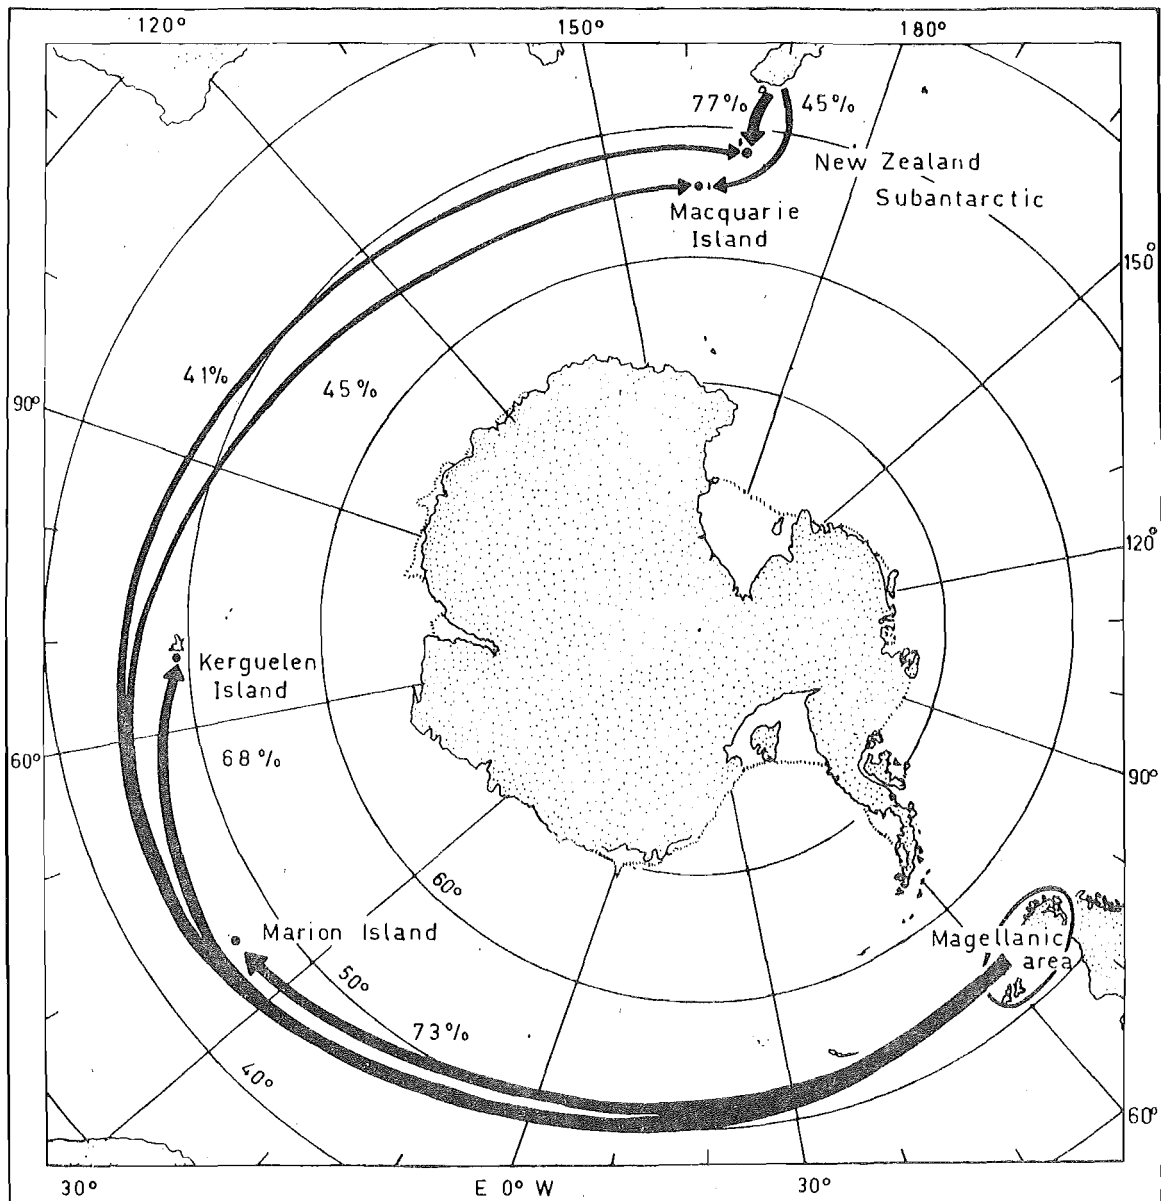 120°
150°
180°
77%
45%
New Zealand
Subantarctic
Macquarie
Island
150°
41%
45%
90°
120°
Kerguelen
Island
60°
68%
90°
60°
Marion Island
Magellanic
area
50°
73%
40°
60°
30°
E 0° W
30°